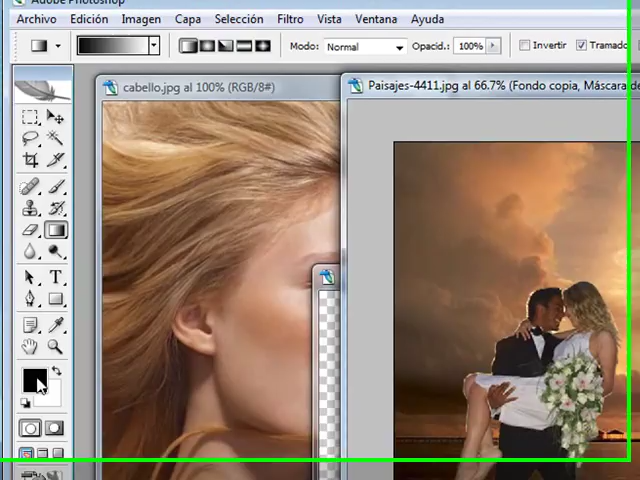 Adobe Photoshop
Archivo Edición Imagen Capa Selección Filtro Vista Ventana Ayuda
Modo: Normal Opacid.: 100% Invertir Tramado
cabello.jpg al 100% (RGB/8#)
Paisajes-4411.jpg al 66.7% (Fondo copia, Máscara de
T